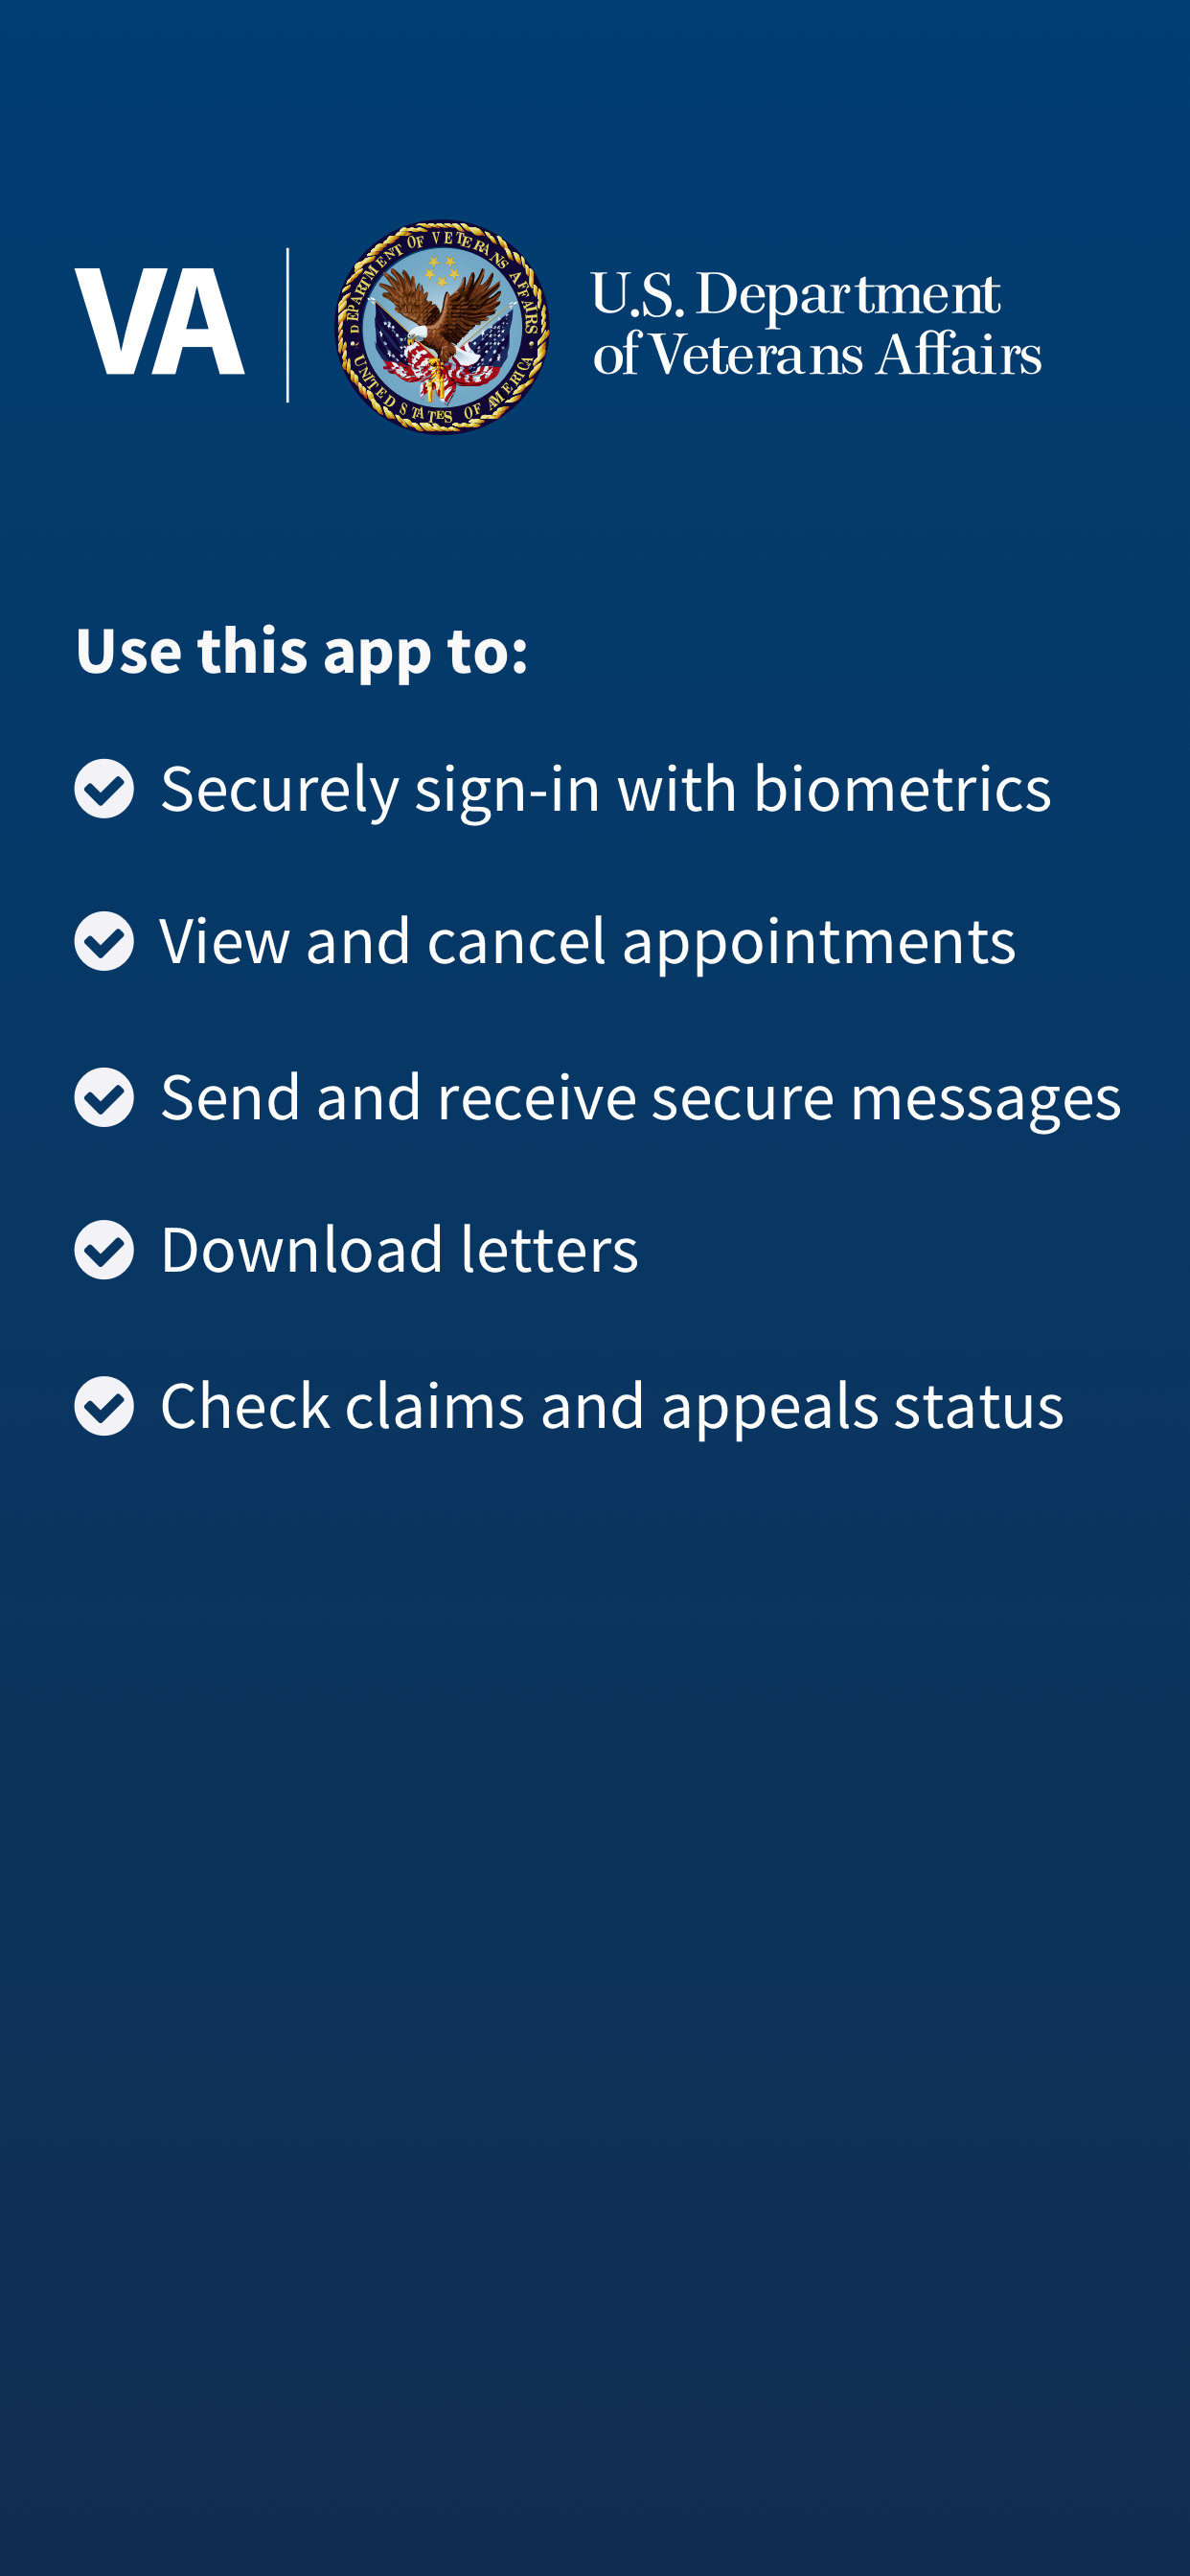 VA
DEPARTMENT OF VETERANS AFFAIRS
UNITED STATES OF AMERICA
U.S. Department
of Veterans Affairs
Use this app to:
Securely sign-in with biometrics
View and cancel appointments
Send and receive secure messages
Download letters
Check claims and appeals status